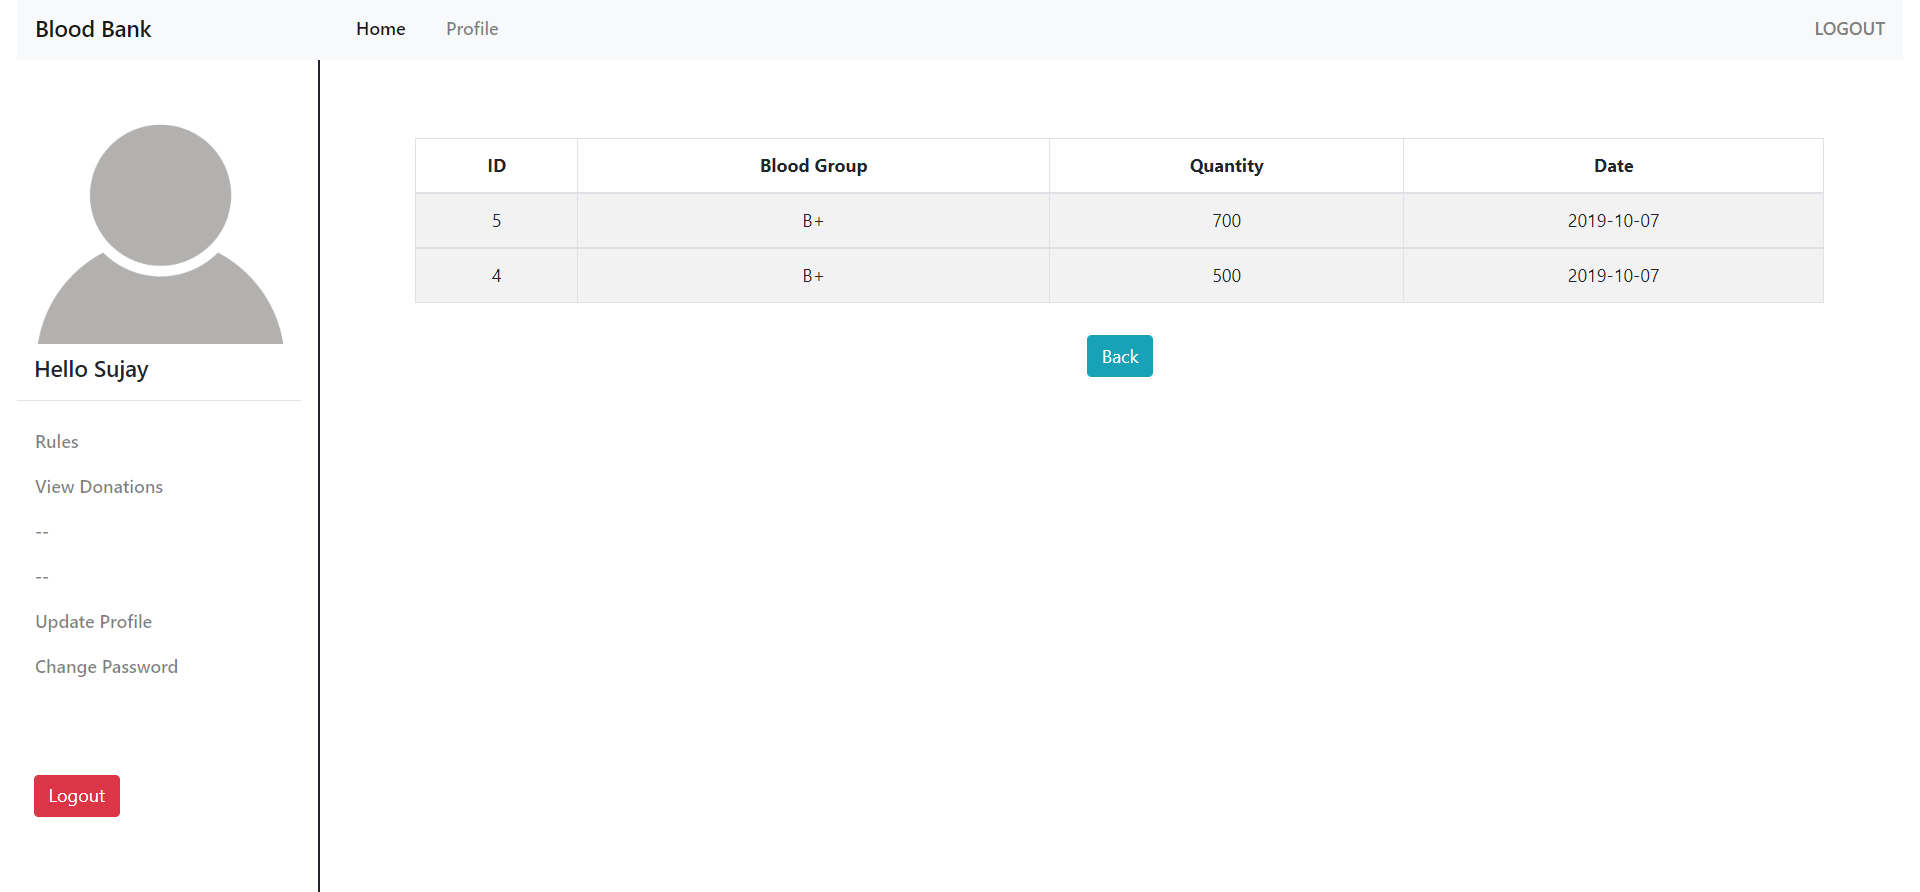 Blood Bank Home Profile LOGOUT
Hello Sujay
Rules
View Donations
--
--
Update Profile
Change Password
Logout
ID Blood Group Quantity Date
5 B+ 700 2019-10-07
4 B+ 500 2019-10-07
Back